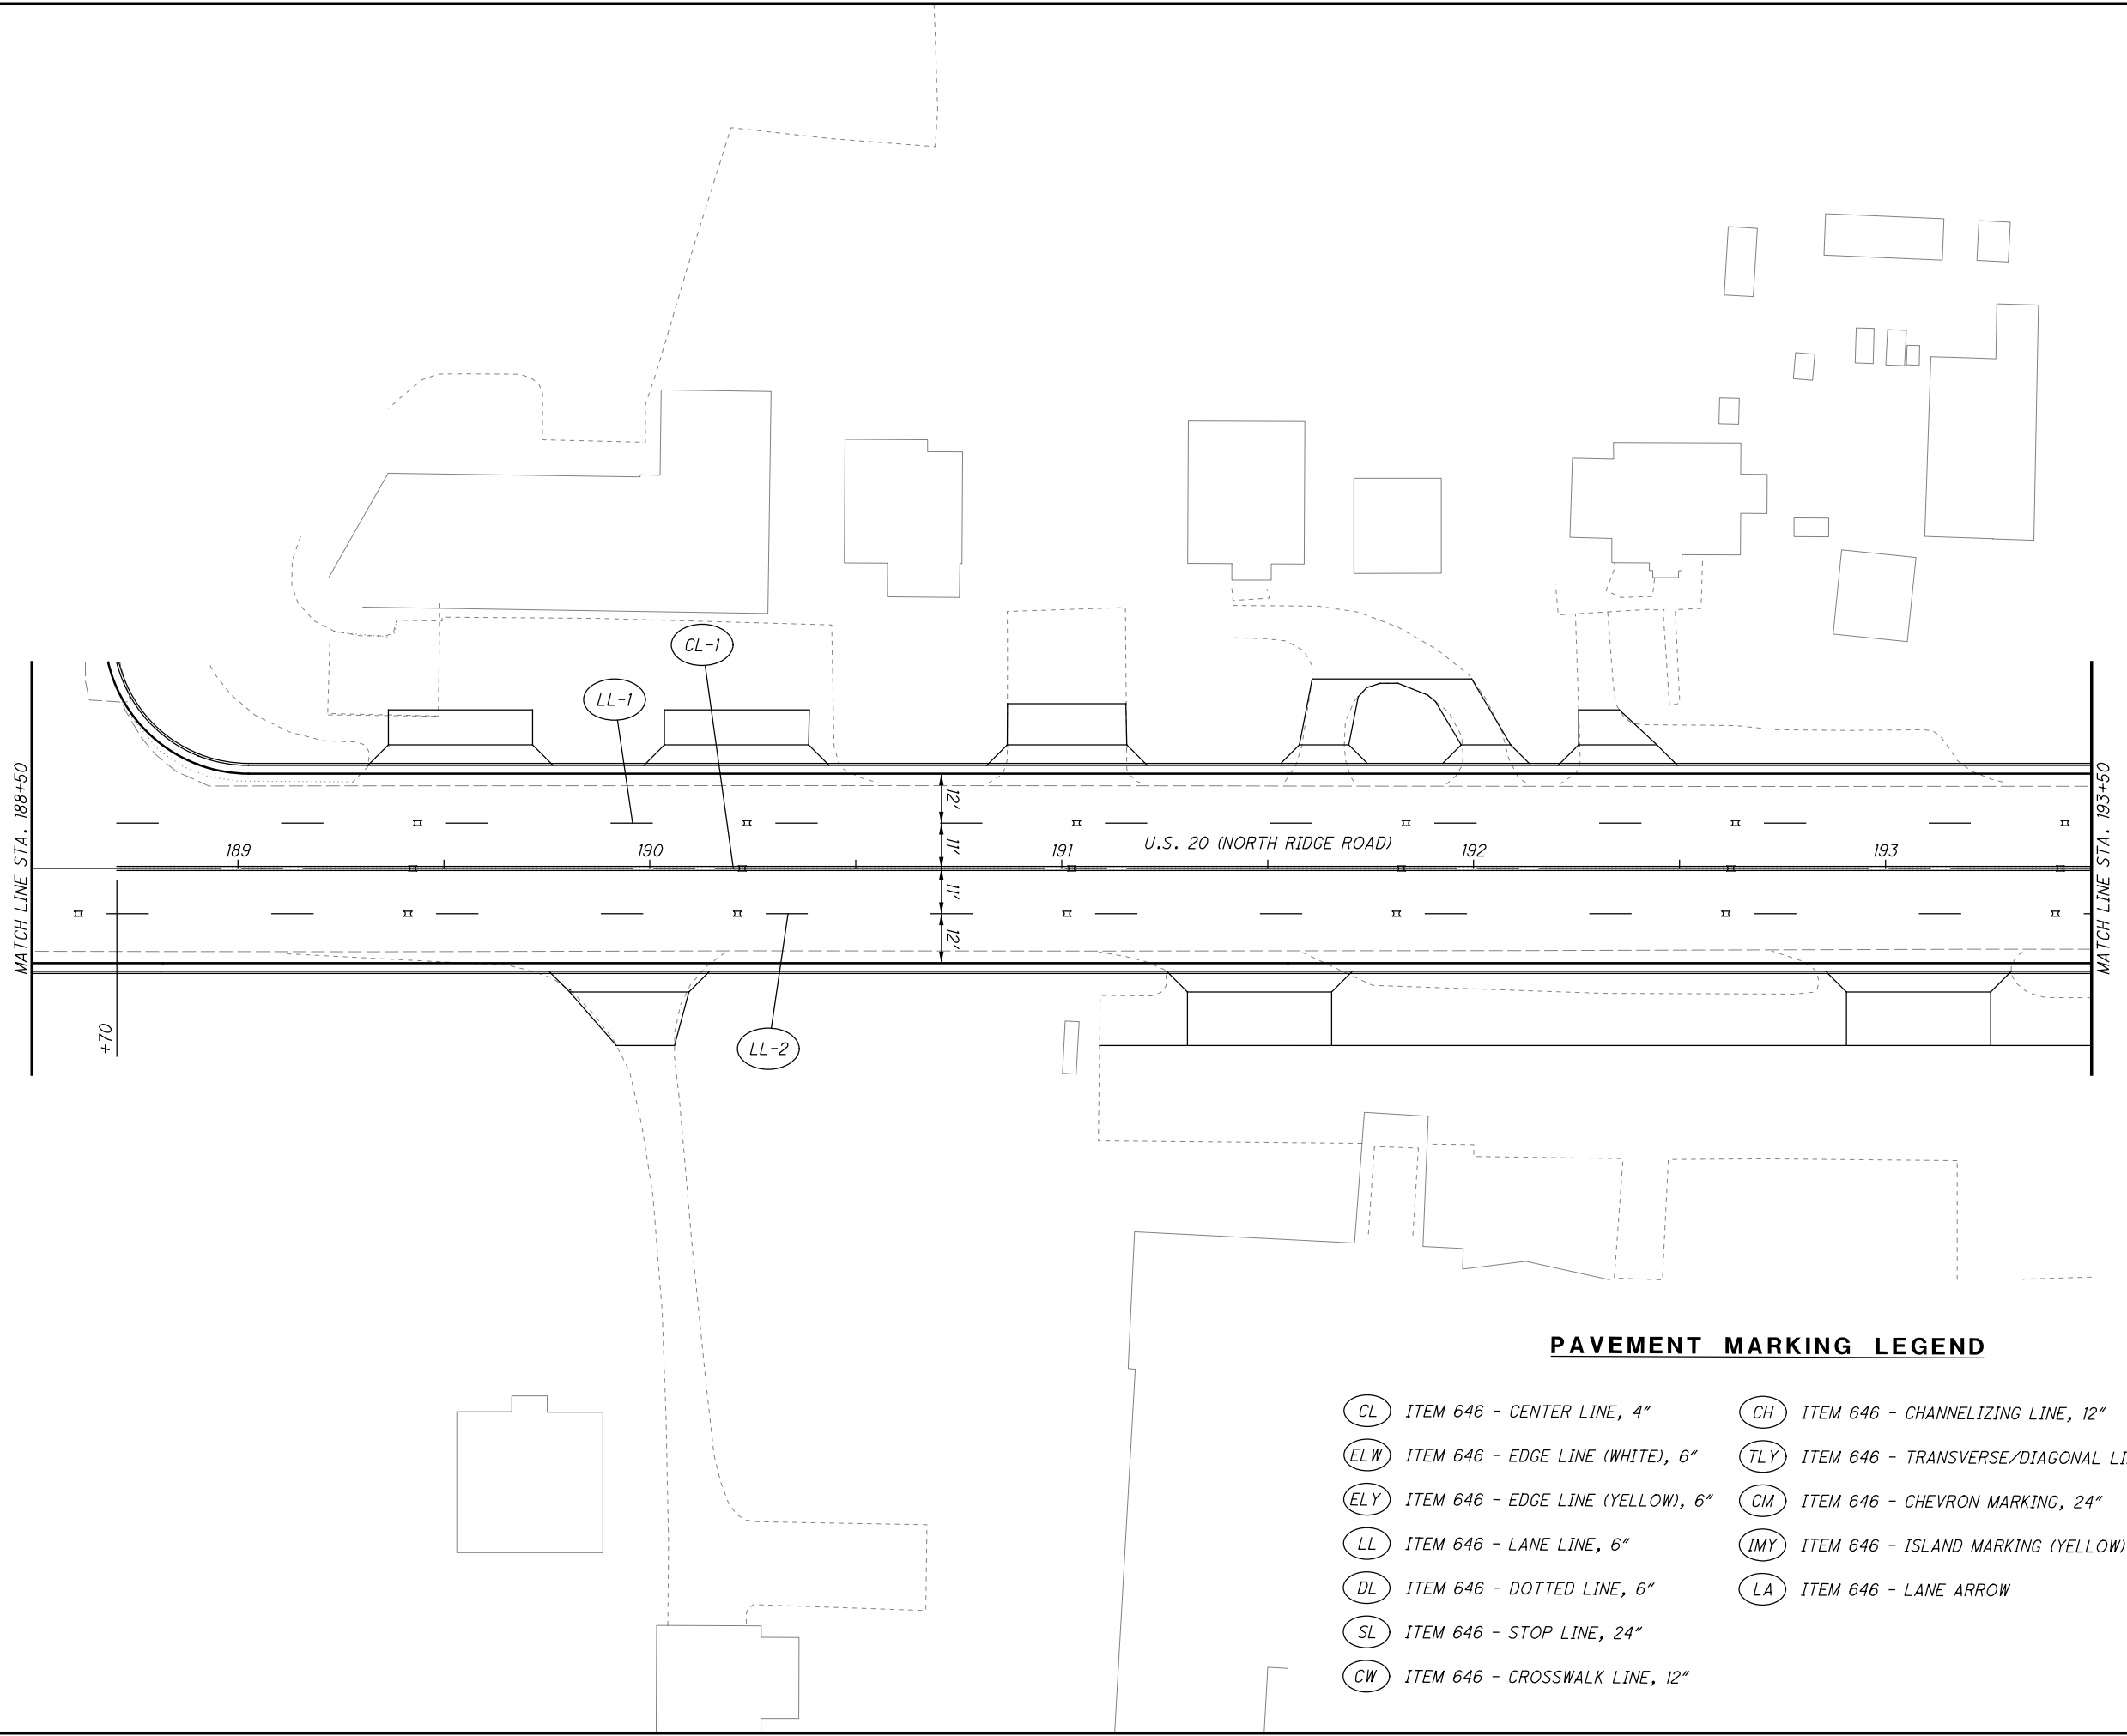 CL-1
LL-1
MATCH LINE STA. 188+50
MATCH LINE STA. 193+50
12'
11'
U.S. 20 (NORTH RIDGE ROAD)
189
190
191
192
193
11'
12'
+70
LL-2
PAVEMENT MARKING LEGEND
CL ITEM 646 - CENTER LINE, 4"
ELW ITEM 646 - EDGE LINE (WHITE), 6"
ELY ITEM 646 - EDGE LINE (YELLOW), 6"
LL ITEM 646 - LANE LINE, 6"
DL ITEM 646 - DOTTED LINE, 6"
SL ITEM 646 - STOP LINE, 24"
CW ITEM 646 - CROSSWALK LINE, 12"
CH ITEM 646 - CHANNELIZING LINE, 12"
TLY ITEM 646 - TRANSVERSE/DIAGONAL
CM ITEM 646 - CHEVRON MARKING, 24"
IMY ITEM 646 - ISLAND MARKING (YELLOW)
LA ITEM 646 - LANE ARROW